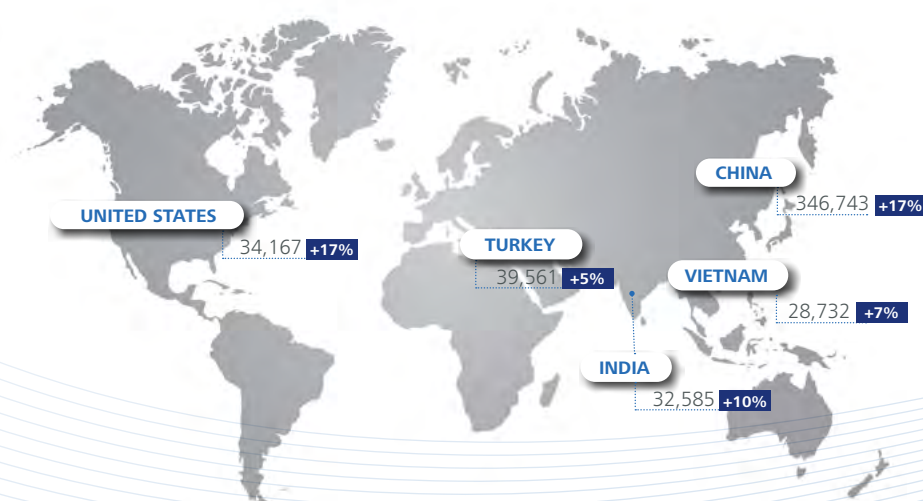 UNITED STATES
34,167 +17%
TURKEY
39,561 +5%
CHINA
346,743 +17%
VIETNAM
28,732 +7%
INDIA
32,585 +10%